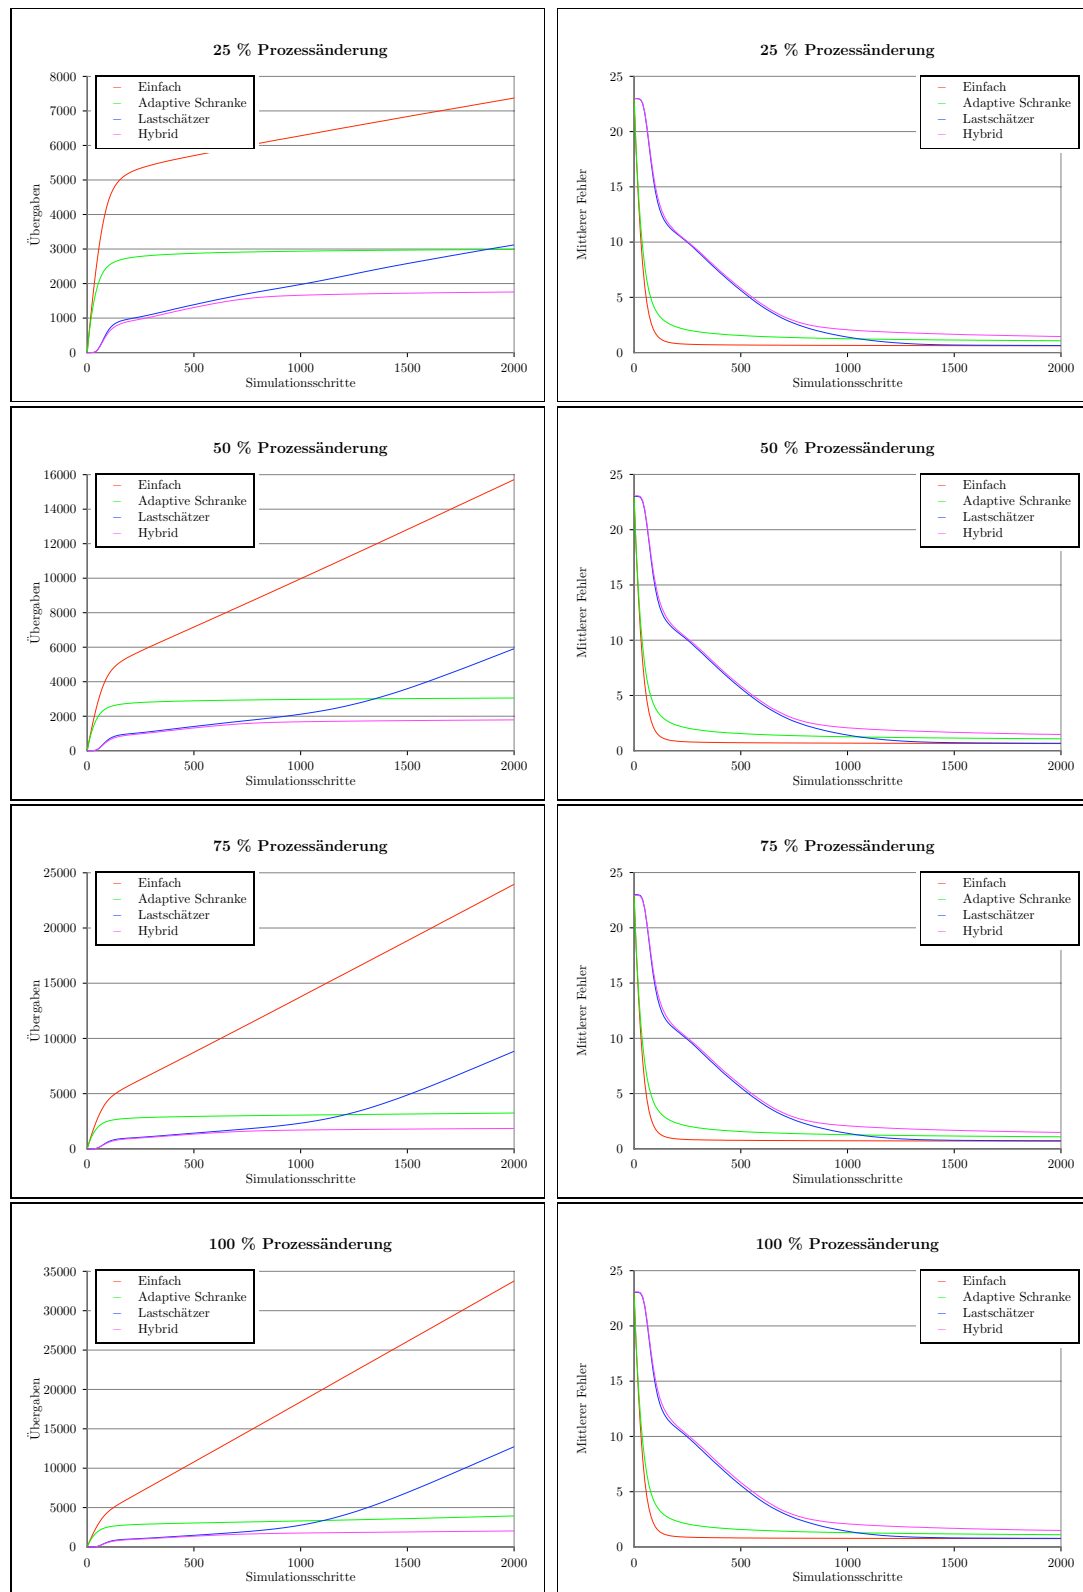 25 % Prozessänderung
8000
7000
6000
5000
4000
3000
2000
1000
0
Übergaben
Einfach
Adaptive Schranke
Lastschätzer
Hybrid
0 500 1000 1500 2000
Simulationsschritte
25 % Prozessänderung
25
20
15
10
5
0
Mittlerer Fehler
Einfach
Adaptive Schranke
Lastschätzer
Hybrid
0 500 1000 1500 2000
Simulationsschritte
50 % Prozessänderung
16000
14000
12000
10000
8000
6000
4000
2000
0
Übergaben
Einfach
Adaptive Schranke
Lastschätzer
Hybrid
0 500 1000 1500 2000
Simulationsschritte
50 % Prozessänderung
25
20
15
10
5
0
Mittlerer Fehler
Einfach
Adaptive Schranke
Lastschätzer
Hybrid
0 500 1000 1500 2000
Simulationsschritte
75 % Prozessänderung
25000
20000
15000
10000
5000
0
Übergaben
Einfach
Adaptive Schranke
Lastschätzer
Hybrid
0 500 1000 1500 2000
Simulationsschritte
75 % Prozessänderung
25
20
15
10
5
0
Mittlerer Fehler
Einfach
Adaptive Schranke
Lastschätzer
Hybrid
0 500 1000 1500 2000
Simulationsschritte
100 % Prozessänderung
35000
30000
25000
20000
15000
10000
5000
0
Übergaben
Einfach
Adaptive Schranke
Lastschätzer
Hybrid
0 500 1000 1500 2000
Simulationsschritte
100 % Prozessänderung
25
20
15
10
5
0
Mittlerer Fehler
Einfach
Adaptive Schranke
Lastschätzer
Hybrid
0 500 1000 1500 2000
Simulationsschritte